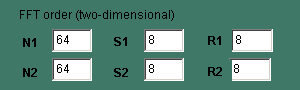 FFT order (two-dimensional)
N1 64 S1 8 R1 8
N2 64 S2 8 R2 8